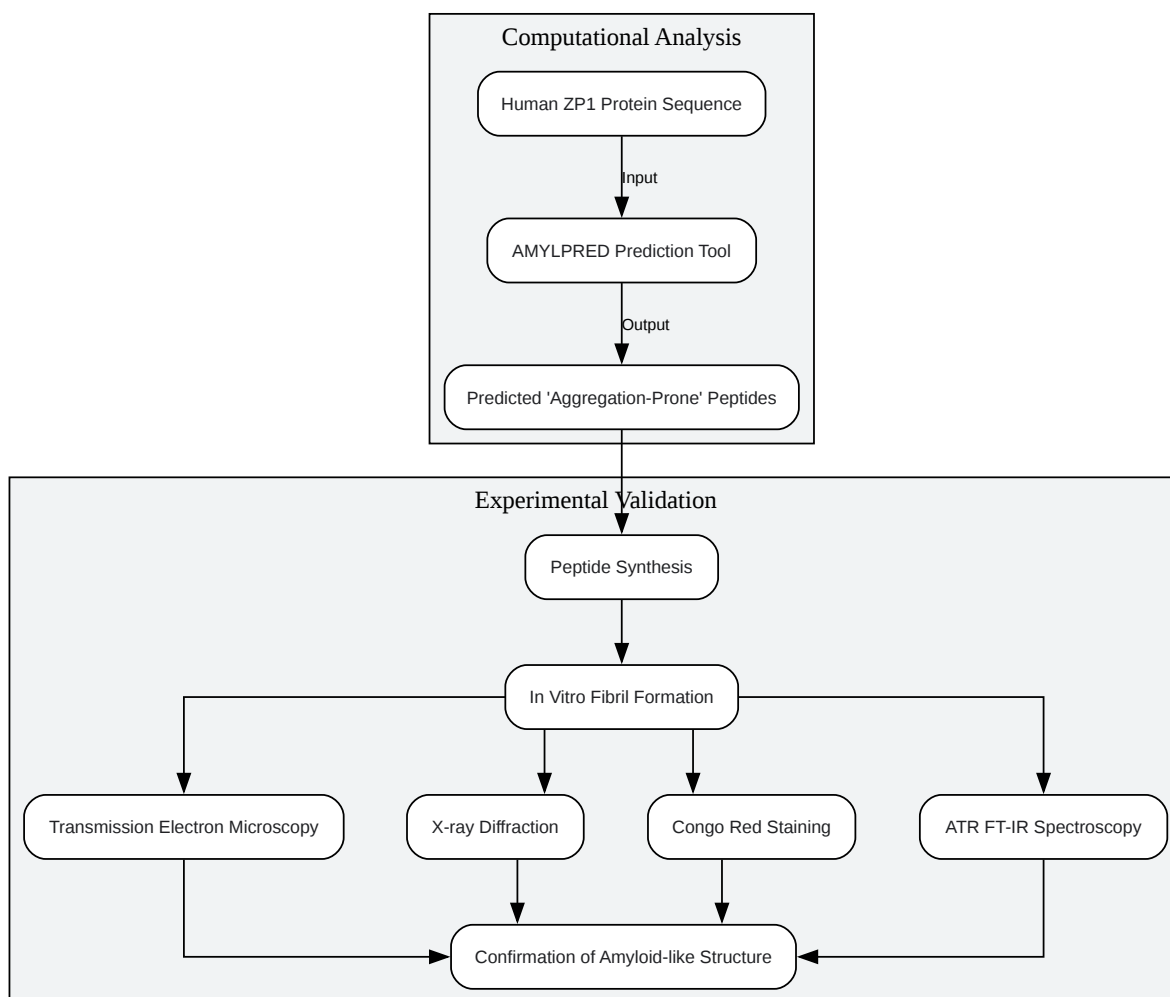 Computational Analysis
Human ZP1 Protein Sequence
Input
AMYLPRED Prediction Tool
Output
Predicted 'Aggregation-Prone' Peptides
Experimental Validation
Peptide Synthesis
In Vitro Fibril Formation
Transmission Electron Microscopy
X-ray Diffraction
Congo Red Staining
ATR FT-IR Spectroscopy
Confirmation of Amyloid-like Structure